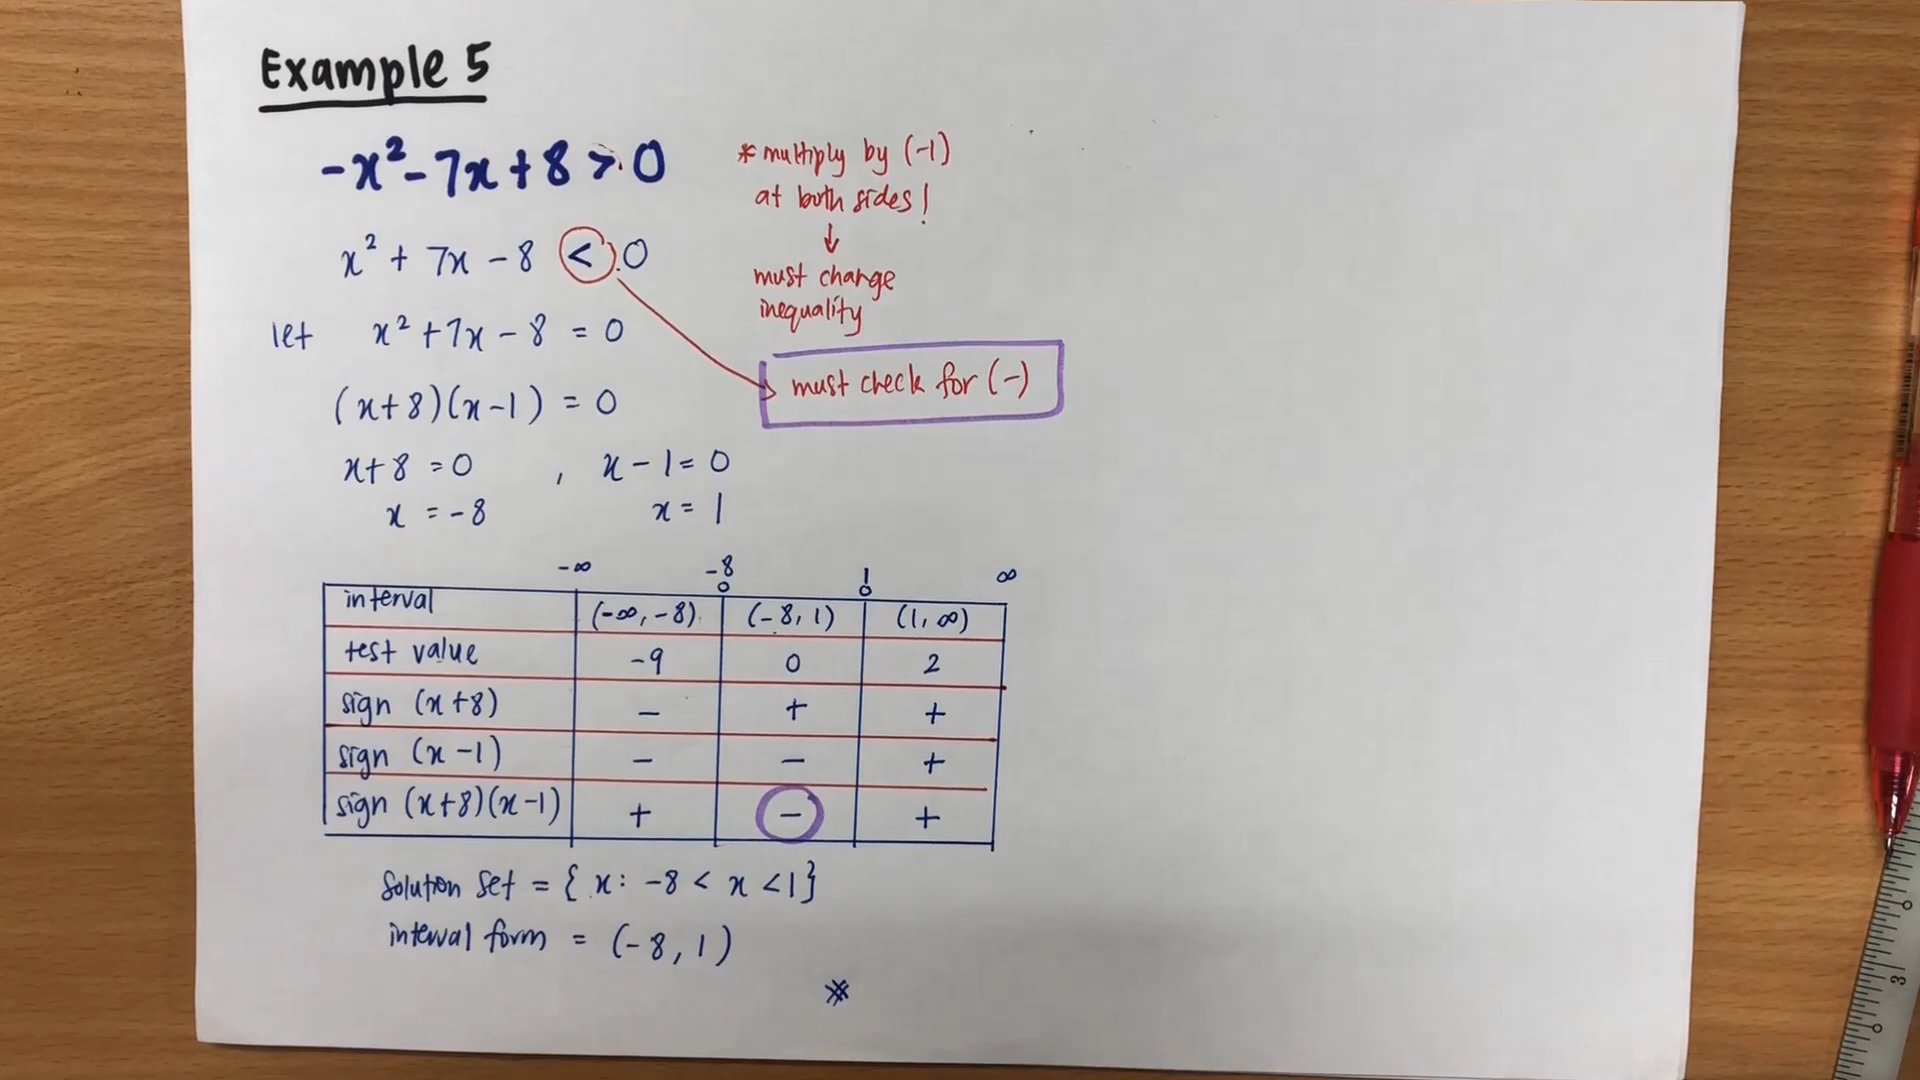 Example 5
-x² - 7x + 8 > 0
* multiply by (-1)
at both sides!
↓
must change
inequality
x² + 7x - 8 < 0
must check for (-)
let x² + 7x - 8 = 0
(x+8)(x-1) = 0
x+8 = 0 , x - 1 = 0
x = -8 x = 1
-∞ -8 1 ∞
interval (-∞, -8) (-8, 1) (1, ∞)
test value -9 0 2
sign (x+8) - + +
sign (x-1) - - +
sign (x+8)(x-1) + - +
Solution set = { x: -8 < x < 1}
interval form = (-8, 1)
3